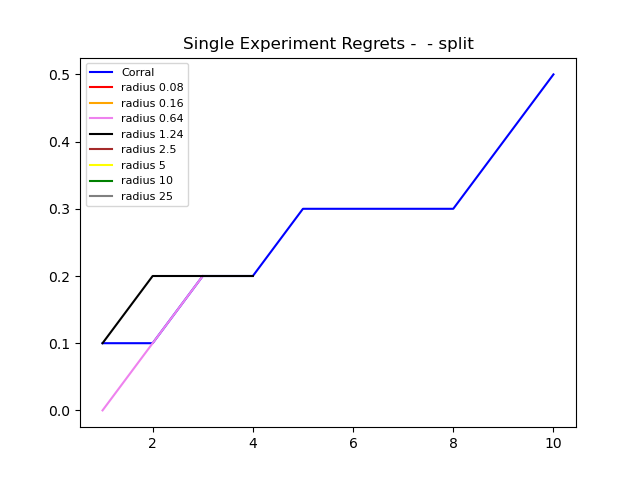 Single Experiment Regrets -  - split
Corral
radius 0.08
radius 0.16
radius 0.64
radius 1.24
radius 2.5
radius 5
radius 10
radius 25
0.5
0.4
0.3
0.2
0.1
0.0
2 4 6 8 10